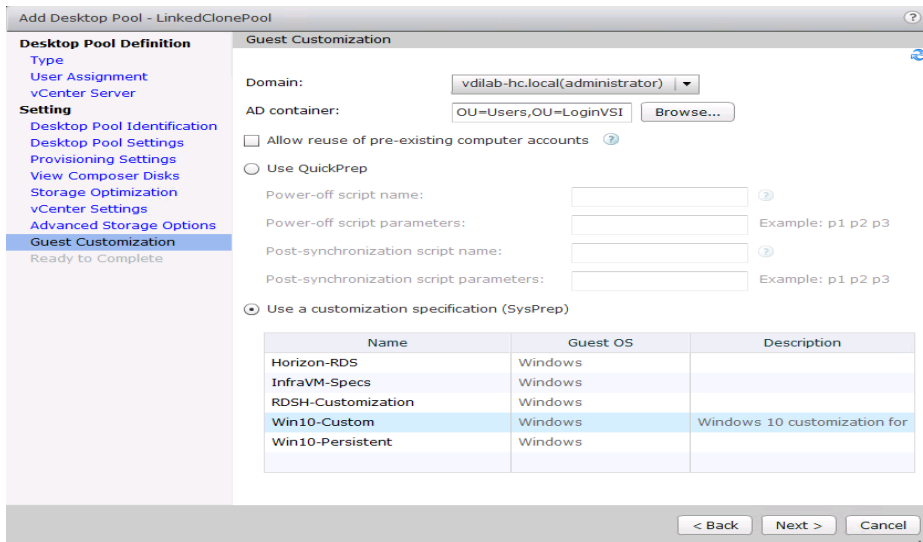 Add Desktop Pool - LinkedClonePool
?
Desktop Pool Definition
Type
User Assignment
vCenter Server
Setting
Desktop Pool Identification
Desktop Pool Settings
Provisioning Settings
View Composer Disks
Storage Optimization
vCenter Settings
Advanced Storage Options
Guest Customization
Ready to Complete
Guest Customization
Domain: vdilab-hc.local(administrator)
AD container: OU=Users,OU=LoginVSI Browse...
Allow reuse of pre-existing computer accounts ?
Use QuickPrep
Power-off script name: ?
Power-off script parameters: Example: p1 p2 p3
Post-synchronization script name: ?
Post-synchronization script parameters: Example: p1 p2 p3
Use a customization specification (SysPrep)
Name Guest OS Description
Horizon-RDS Windows
InfraVM-Specs Windows
RDSH-Customization Windows
Win10-Custom Windows Windows 10 customization for
Win10-Persistent Windows
< Back Next > Cancel